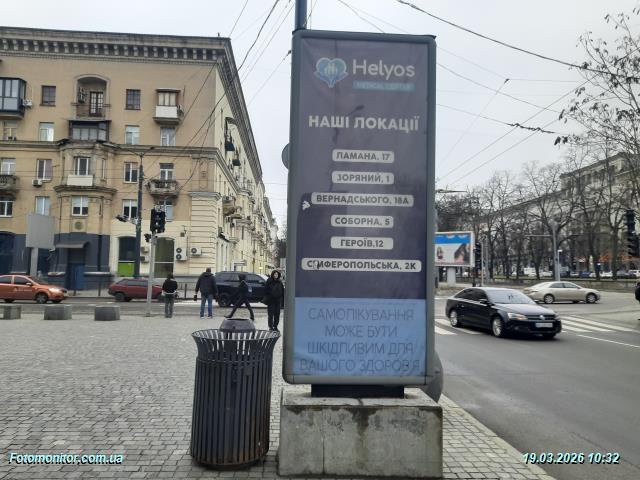 Helyos
MEDICAL CENTER
НАШІ ЛОКАЦІЇ
ПАНАНА, 17
ЗОРЯНИЙ, 1
ВЕРНАДСЬКОГО, 18А
СОБОРНА, 5
ГЕРОЇВ,12
СІМФЕРОПОЛЬСЬКА, 2К
САМОЛІКУВАННЯ
МОЖЕ БУТИ
ШКІДЛИВИМ ДЛЯ
ВАШОГО ЗДОРОВ'Я
Fotomonitor.com.ua
19.03.2026 10:32